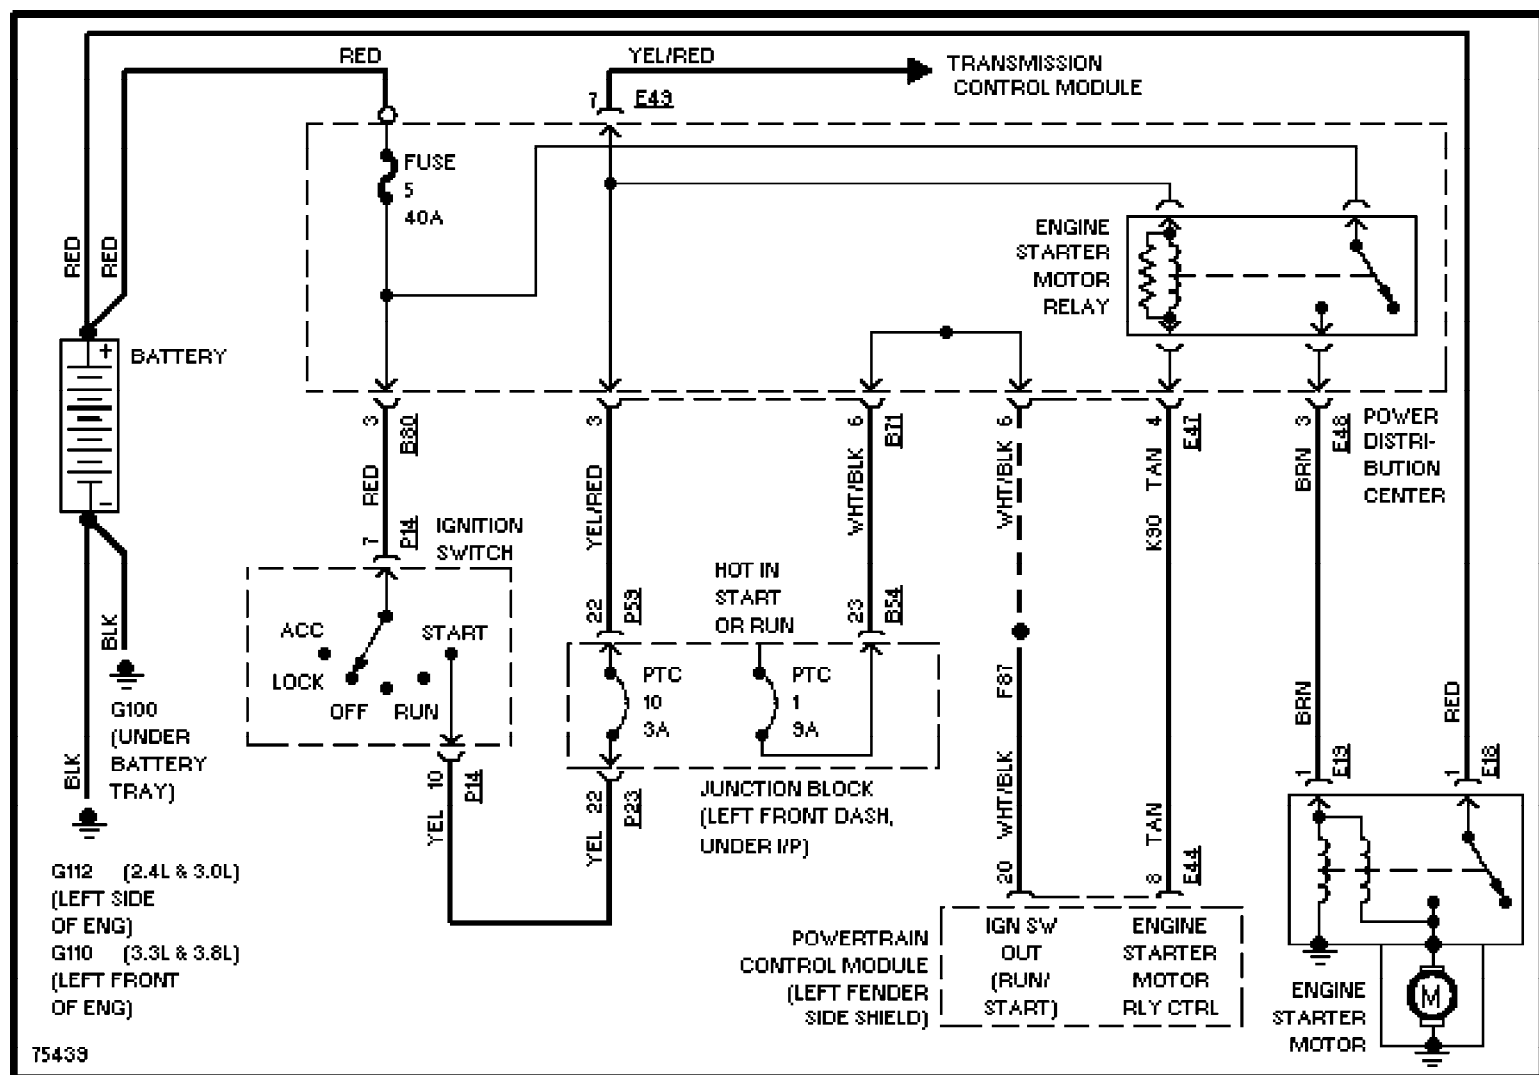 RED
YEL/RED
TRANSMISSION
CONTROL MODULE
7
E49
FUSE
5
40A
RED
RED
ENGINE
STARTER
MOTOR
RELAY
+
BATTERY
-
3
B80
RED
7
P14
3
YEL/RED
22
P59
6
B71
WHT/BLK
23
B54
6
WHT/BLK
F87
WHT/BLK
20
4
E47
TAN
K90
TAN
8
E44
3
E48
BRN
BRN
1
E19
RED
1
E18
POWER
DISTRI-
BUTION
CENTER
IGNITION
SWITCH
ACC
START
LOCK
OFF
RUN
10
P14
YEL
HOT IN
START
OR RUN
PTC
10
3A
PTC
1
9A
22
P23
YEL
JUNCTION BLOCK
(LEFT FRONT DASH,
UNDER I/P)
BLK
G100
(UNDER
BATTERY
TRAY)
BLK
G112 (2.4L & 3.0L)
(LEFT SIDE
OF ENG)
G110 (3.3L & 3.8L)
(LEFT FRONT
OF ENG)
POWERTRAIN
CONTROL MODULE
(LEFT FENDER
SIDE SHIELD)
IGN SW
OUT
(RUN/
START)
ENGINE
STARTER
MOTOR
RLY CTRL
M
ENGINE
STARTER
MOTOR
75439